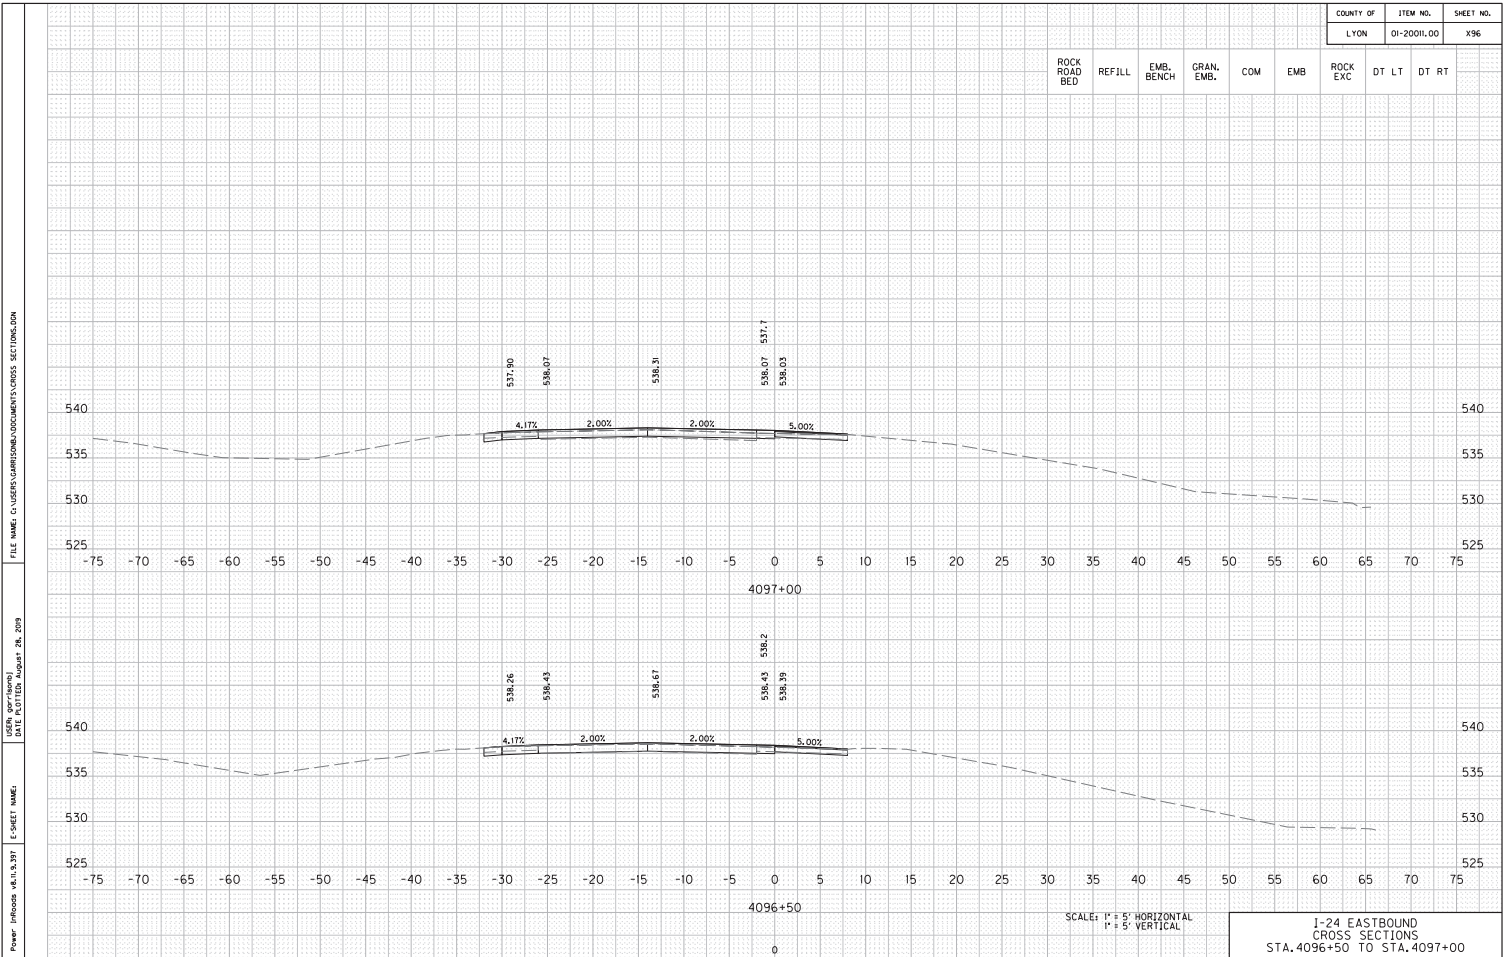 COUNTY OF ITEM NO. SHEET NO.
LYON 01-20011.00 X96
ROCK ROAD BED REFILL EMB. BENCH GRAN. EMB. COM EMB ROCK EXC DT LT DT RT
537.7
537.90 538.07 538.31 538.07 538.03
540 540
4.17% 2.00% 2.00% 5.00%
535 535
530 530
525 525
-75 -70 -65 -60 -55 -50 -45 -40 -35 -30 -25 -20 -15 -10 -5 0 5 10 15 20 25 30 35 40 45 50 55 60 65 70 75
4097+00
538.2
538.26 538.43 538.67 538.43 538.39
540 540
4.17% 2.00% 2.00% 5.00%
535 535
530 530
525 525
-75 -70 -65 -60 -55 -50 -45 -40 -35 -30 -25 -20 -15 -10 -5 0 5 10 15 20 25 30 35 40 45 50 55 60 65 70 75
4096+50
0
SCALE: 1" = 5' HORIZONTAL
1" = 5' VERTICAL
I-24 EASTBOUND
CROSS SECTIONS
STA. 4096+50 TO STA. 4097+00
FILE NAME: C:\USERS\GARRISONBJ\DOCUMENTS\CROSS SECTIONS.DGN
USER: garrisonbj
DATE PLOTTED: August 28, 2019
E-SHEET NAME:
Power InRoads v8.11.9.397